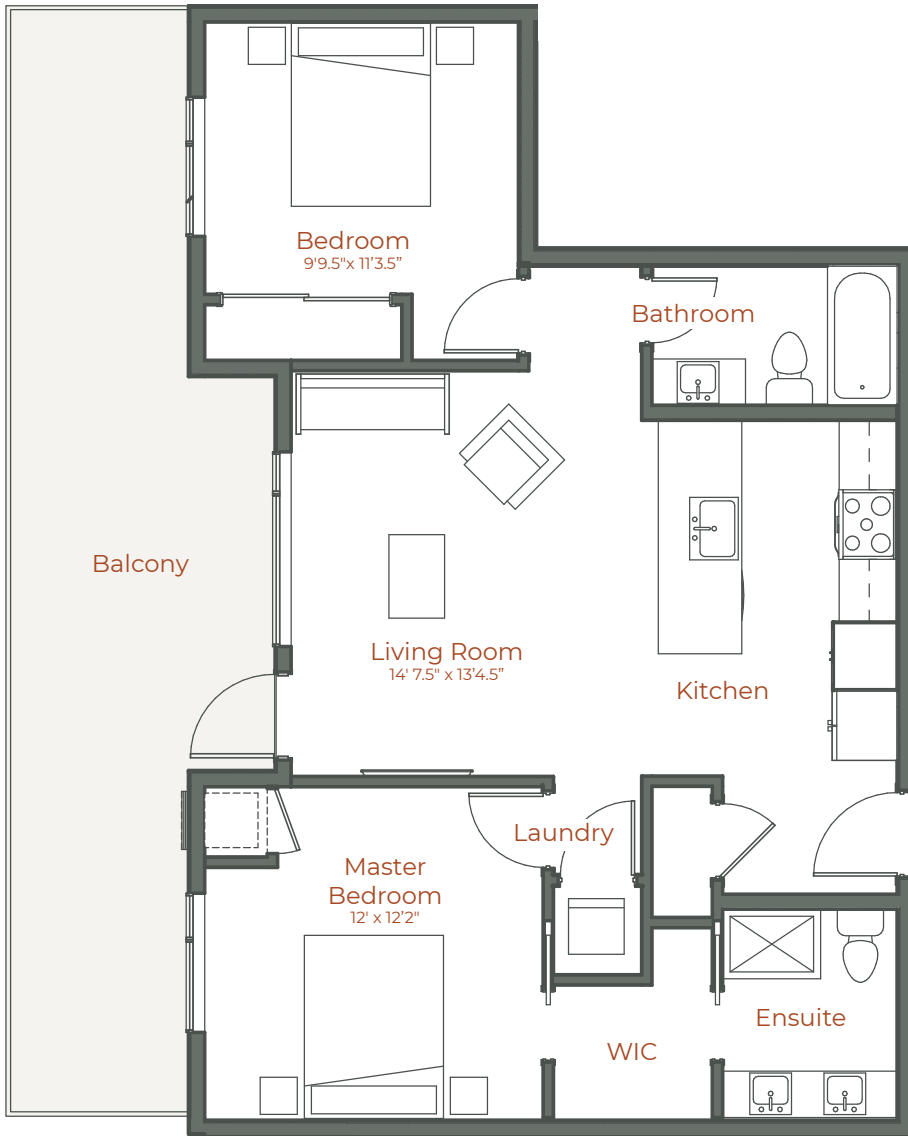 Bedroom
9'9.5"x 11’3.5”
Bathroom
Balcony
Living Room
14' 7.5" x 13’4.5”
Kitchen
Laundry
Master
Bedroom
12' x 12’2"
Ensuite
WIC